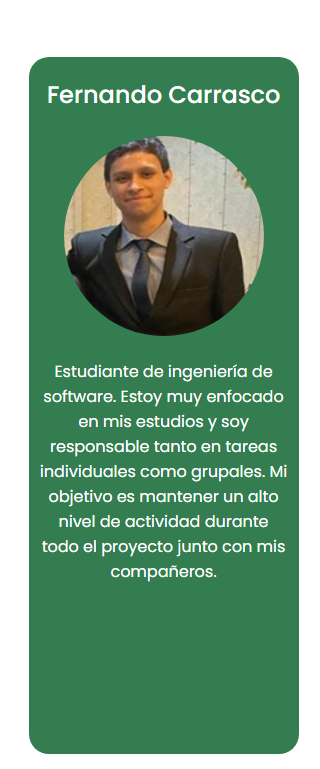 Fernando Carrasco
Estudiante de ingeniería de
software. Estoy muy enfocado
en mis estudios y soy
responsable tanto en tareas
individuales como grupales. Mi
objetivo es mantener un alto
nivel de actividad durante
todo el proyecto junto con mis
compañeros.